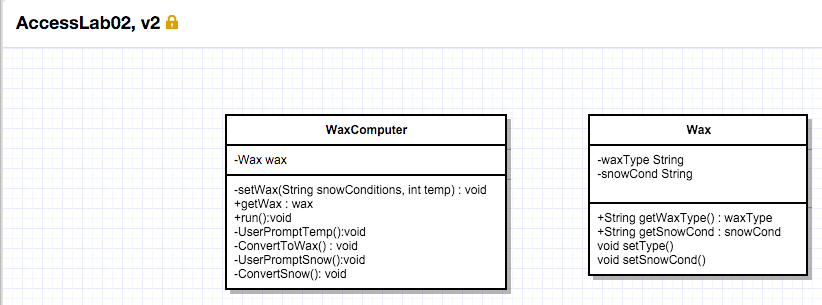 AccessLab02, v2
WaxComputer
-Wax wax
-setWax(String snowConditions, int temp) : void
+getWax : wax
+run():void
-UserPromptTemp():void
-ConvertToWax() : void
-UserPromptSnow():void
-ConvertSnow(): void
Wax
-waxType String
-snowCond String
+String getWaxType() : waxType
+String getSnowCond : snowCond
void setType()
void setSnowCond()